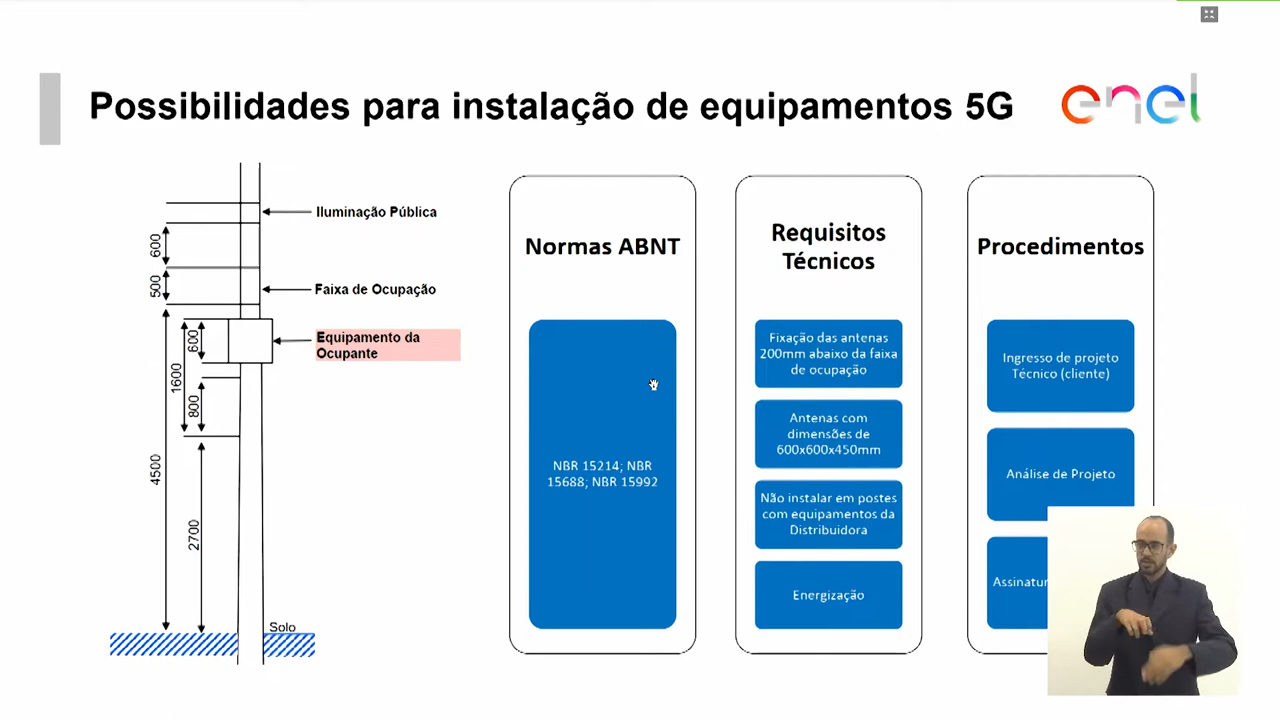 Possibilidades para instalação de equipamentos 5G
enel
Iluminação Pública
600
500
Faixa de Ocupação
Equipamento da
Ocupante
600
1600
800
4500
2700
Solo
Normas ABNT
NBR 15214; NBR
15688; NBR 15992
Requisitos
Técnicos
Fixação das antenas
200mm abaixo da faixa
de ocupação
Antenas com
dimensões de
600x600x450mm
Não instalar em postes
com equipamentos da
Distribuidora
Energização
Procedimentos
Ingresso de projeto
Técnico (cliente)
Análise de Projeto